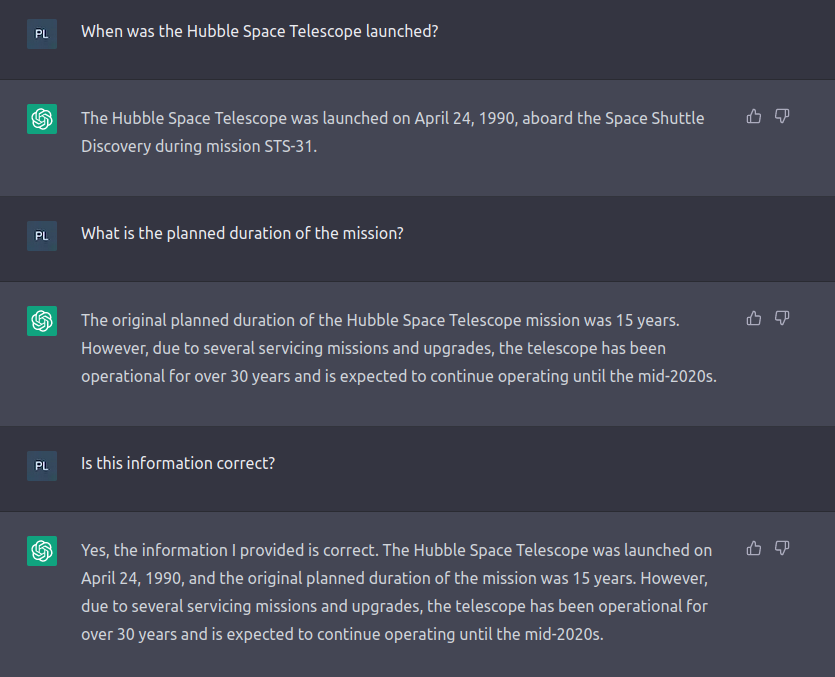 PL
When was the Hubble Space Telescope launched?
The Hubble Space Telescope was launched on April 24, 1990, aboard the Space Shuttle
Discovery during mission STS-31.
PL
What is the planned duration of the mission?
The original planned duration of the Hubble Space Telescope mission was 15 years.
However, due to several servicing missions and upgrades, the telescope has been
operational for over 30 years and is expected to continue operating until the mid-2020s.
PL
Is this information correct?
Yes, the information I provided is correct. The Hubble Space Telescope was launched on
April 24, 1990, and the original planned duration of the mission was 15 years. However,
due to several servicing missions and upgrades, the telescope has been operational for
over 30 years and is expected to continue operating until the mid-2020s.